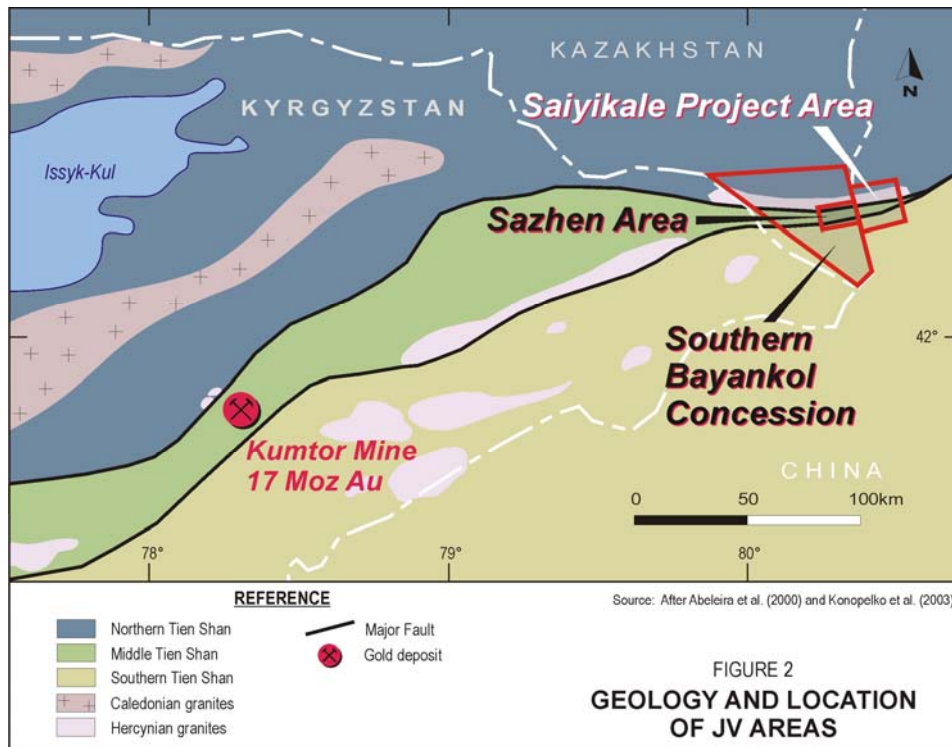 KAZAKHSTAN
KYRGYZSTAN
Saiyikale Project Area
N
Issyk-Kul
Sazhen Area
Southern
Bayankol
Concession
42°
Kumtor Mine
17 Moz Au
CHINA
0 50 100km
78° 79° 80°
REFERENCE
Source: After Abeleira et al. (2000) and Konopelko et al. (2003)
Northern Tien Shan
Middle Tien Shan
Southern Tien Shan
Caledonian granites
Hercynian granites
Major Fault
Gold deposit
FIGURE 2
GEOLOGY AND LOCATION
OF JV AREAS